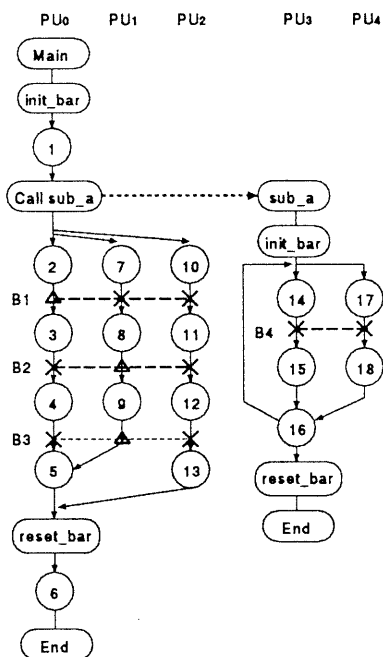 PU0 PU1 PU2 PU3 PU4
Main
init_bar
1
Call sub_a sub_a
init_bar
2 7 10
14 17
B1
3 8 11
B4
B2
15 18
4 9 12
16
B3
5 13
reset_bar
reset_bar
End
6
End